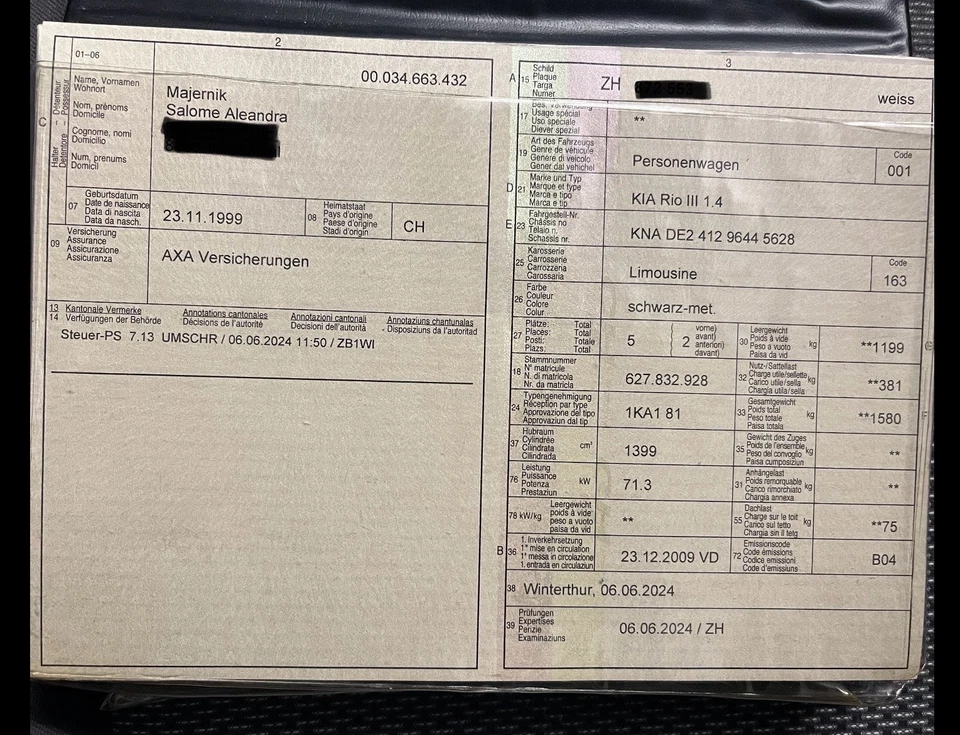 2
01–06
00.034.663.432
C
Halter – Détenteur
Detentore – Possessur
Name, Vornamen
Wohnort
Nom, prénoms
Domicile
Cognome, nomi
Domicilio
Num, prenums
Domicil
Majernik
Salome Aleandra
07
Geburtsdatum
Date de naissance
Data di nascita
Data da nasch.
23.11.1999
08
Heimatstaat
Pays d'origine
Paese d'origine
Stadi d'origin
CH
09
Versicherung
Assurance
Assicurazione
Assicuranza
AXA Versicherungen
13 Kantonale Vermerke Annotations cantonales Annotazioni cantonali Annotaziuns chantunalas
14 Verfügungen der Behörde Décisions de l'autorité Decisioni dell'autorità Disposiziuns da l'autoritad
Steuer-PS 7.13 UMSCHR / 06.06.2024 11:50 / ZB1WI
3
A 15
Schild
Plaque
Targa
Numer
ZH
weiss
17
Bes. Verwendung
Usage spécial
Uso speciale
Diever spezial
**
19
Art des Fahrzeugs
Genre de véhicule
Genere di veicolo
Gener dal vehichel
Personenwagen
Code
001
D 21
Marke und Typ
Marque et type
Marca e tipo
Marca e tip
KIA Rio III 1.4
E 23
Fahrgestell-Nr.
Châssis no
Telaio n.
Schassis nr.
KNA DE2 412 9644 5628
25
Karosserie
Carrosserie
Carrozzeria
Carossaria
Limousine
Code
163
26
Farbe
Couleur
Colore
Colur
schwarz-met.
27
Plätze: Total
Places: Total
Posti: Totale
Plazs: Total
5
2
vorne)
avant)
anteriori)
davant)
30
Leergewicht
Poids à vide
Peso a vuoto
Paisa da vid
kg
**1199
18
Stammnummer
N° matricule
N. di matricola
Nr. da matricla
627.832.928
32
Nutz-/Sattellast
Charge utile/sellette
Carico utile/sella
Chargia utila/sella
kg
**381
24
Typengenehmigung
Réception par type
Approvazione del tipo
Approvaziun dal tip
1KA1 81
33
Gesamtgewicht
Poids total
Peso totale
Paisa totala
kg
**1580
F
37
Hubraum
Cylindrée
Cilindrata
Cilindrada
cm³
1399
35
Gewicht des Zuges
Poids de l'ensemble
Peso del convoglio
Paisa cumposiziun
kg
**
76
Leistung
Puissance
Potenza
Prestaziun
kW
71.3
31
Anhängelast
Poids remorquable
Carico rimorchiato
Chargia annexa
kg
**
78 kW/kg
Leergewicht
poids à vide
peso a vuoto
paisa da vid
**
55
Dachlast
Charge sur le toit
Carico sul tetto
Chargia sin il tetg
kg
**75
B 36
1. Inverkehrsetzung
1re mise en circulation
1a messa in circolazione
1. entrada en circulaziun
23.12.2009 VD
72
Emissionscode
Code émissions
Codice emissioni
Code d'emissiuns
B04
38
Winterthur, 06.06.2024
39
Prüfungen
Expertises
Perizie
Examinaziuns
06.06.2024 / ZH